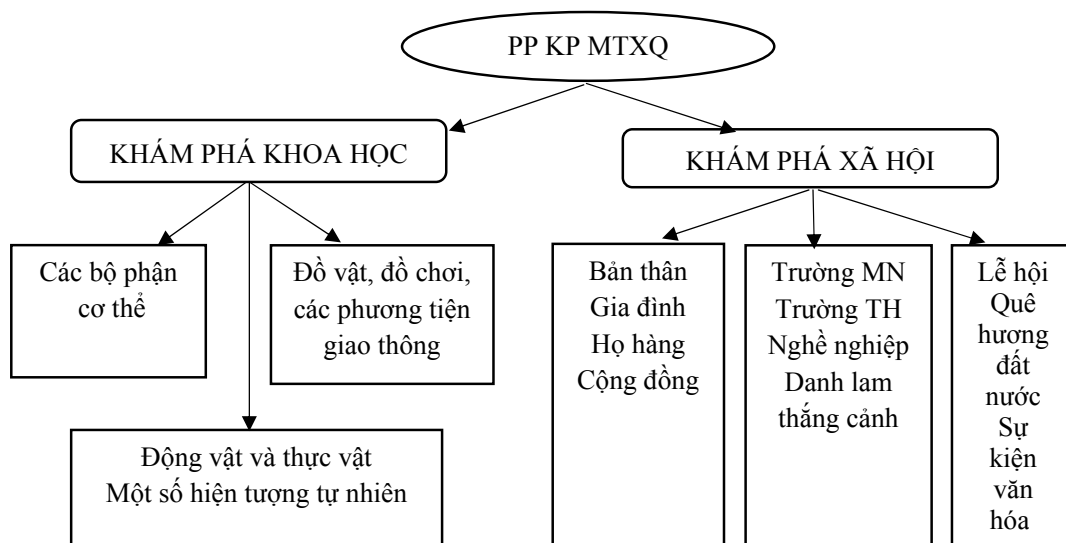 PP KP MTXQ
KHÁM PHÁ KHOA HỌC
KHÁM PHÁ XÃ HỘI
Các bộ phận
cơ thể
Đồ vật, đồ chơi,
các phương tiện
giao thông
Động vật và thực vật
Một số hiện tượng tự nhiên
Bản thân
Gia đình
Họ hàng
Cộng đồng
Trường MN
Trường TH
Nghề nghiệp
Danh lam
thắng cảnh
Lễ hội
Quê
hương
đất
nước
Sự
kiện
văn
hóa